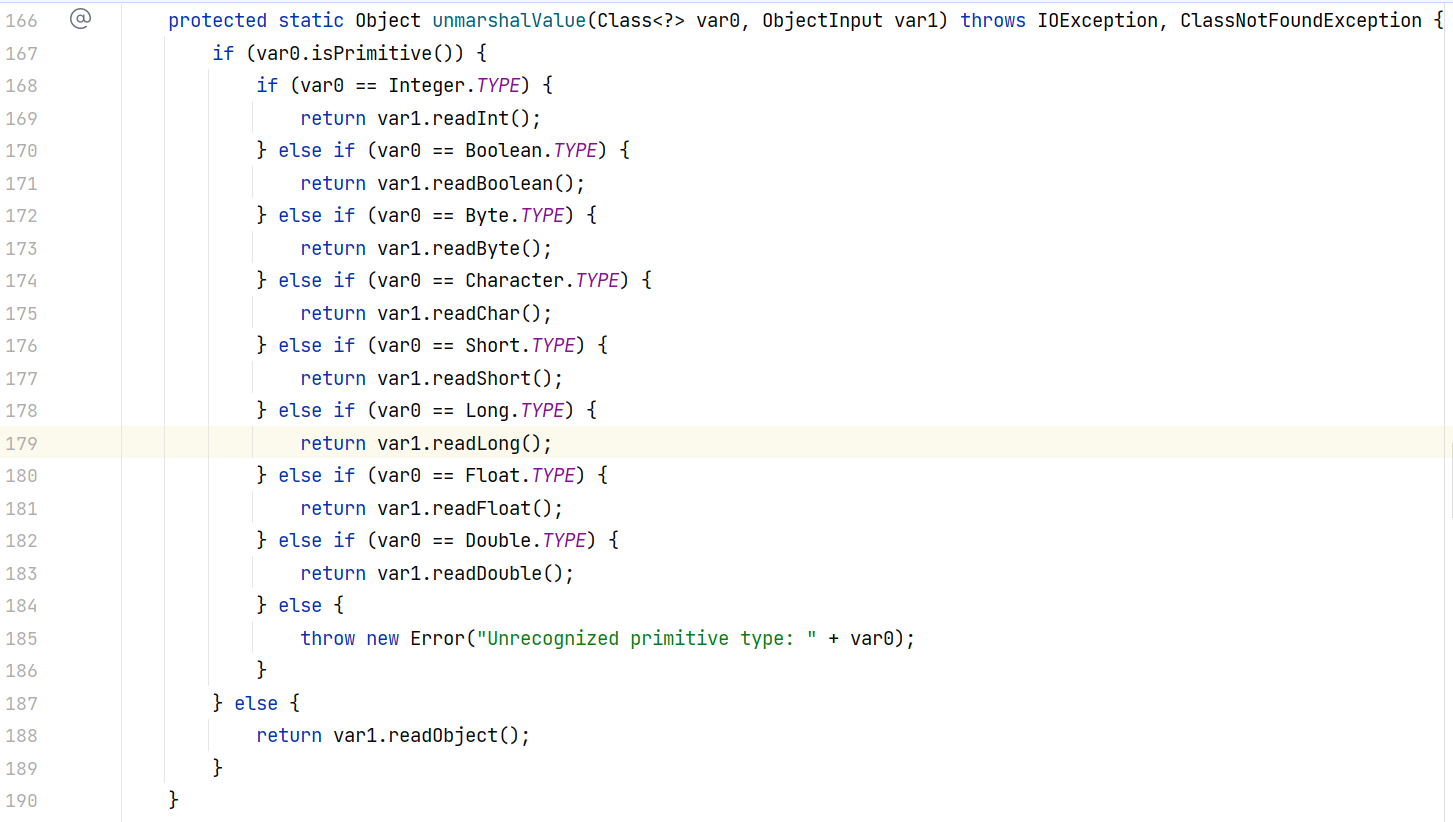 166 @ protected static Object unmarshalValue(Class<?> var0, ObjectInput var1) throws IOException, ClassNotFoundException {
167 if (var0.isPrimitive()) {
168 if (var0 == Integer.TYPE) {
169 return var1.readInt();
170 } else if (var0 == Boolean.TYPE) {
171 return var1.readBoolean();
172 } else if (var0 == Byte.TYPE) {
173 return var1.readByte();
174 } else if (var0 == Character.TYPE) {
175 return var1.readChar();
176 } else if (var0 == Short.TYPE) {
177 return var1.readShort();
178 } else if (var0 == Long.TYPE) {
179 return var1.readLong();
180 } else if (var0 == Float.TYPE) {
181 return var1.readFloat();
182 } else if (var0 == Double.TYPE) {
183 return var1.readDouble();
184 } else {
185 throw new Error("Unrecognized primitive type: " + var0);
186 }
187 } else {
188 return var1.readObject();
189 }
190 }